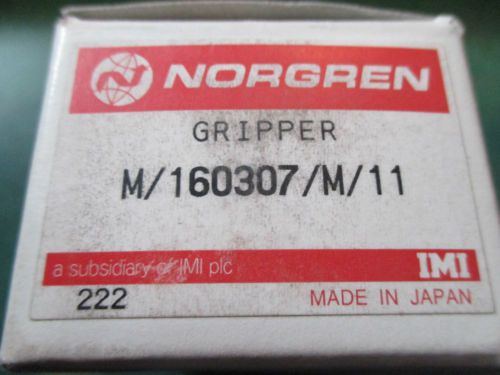 NORGREN
GRIPPER
M/160307/M/11
a subsidiary of IMI plc IMI
222 MADE IN JAPAN